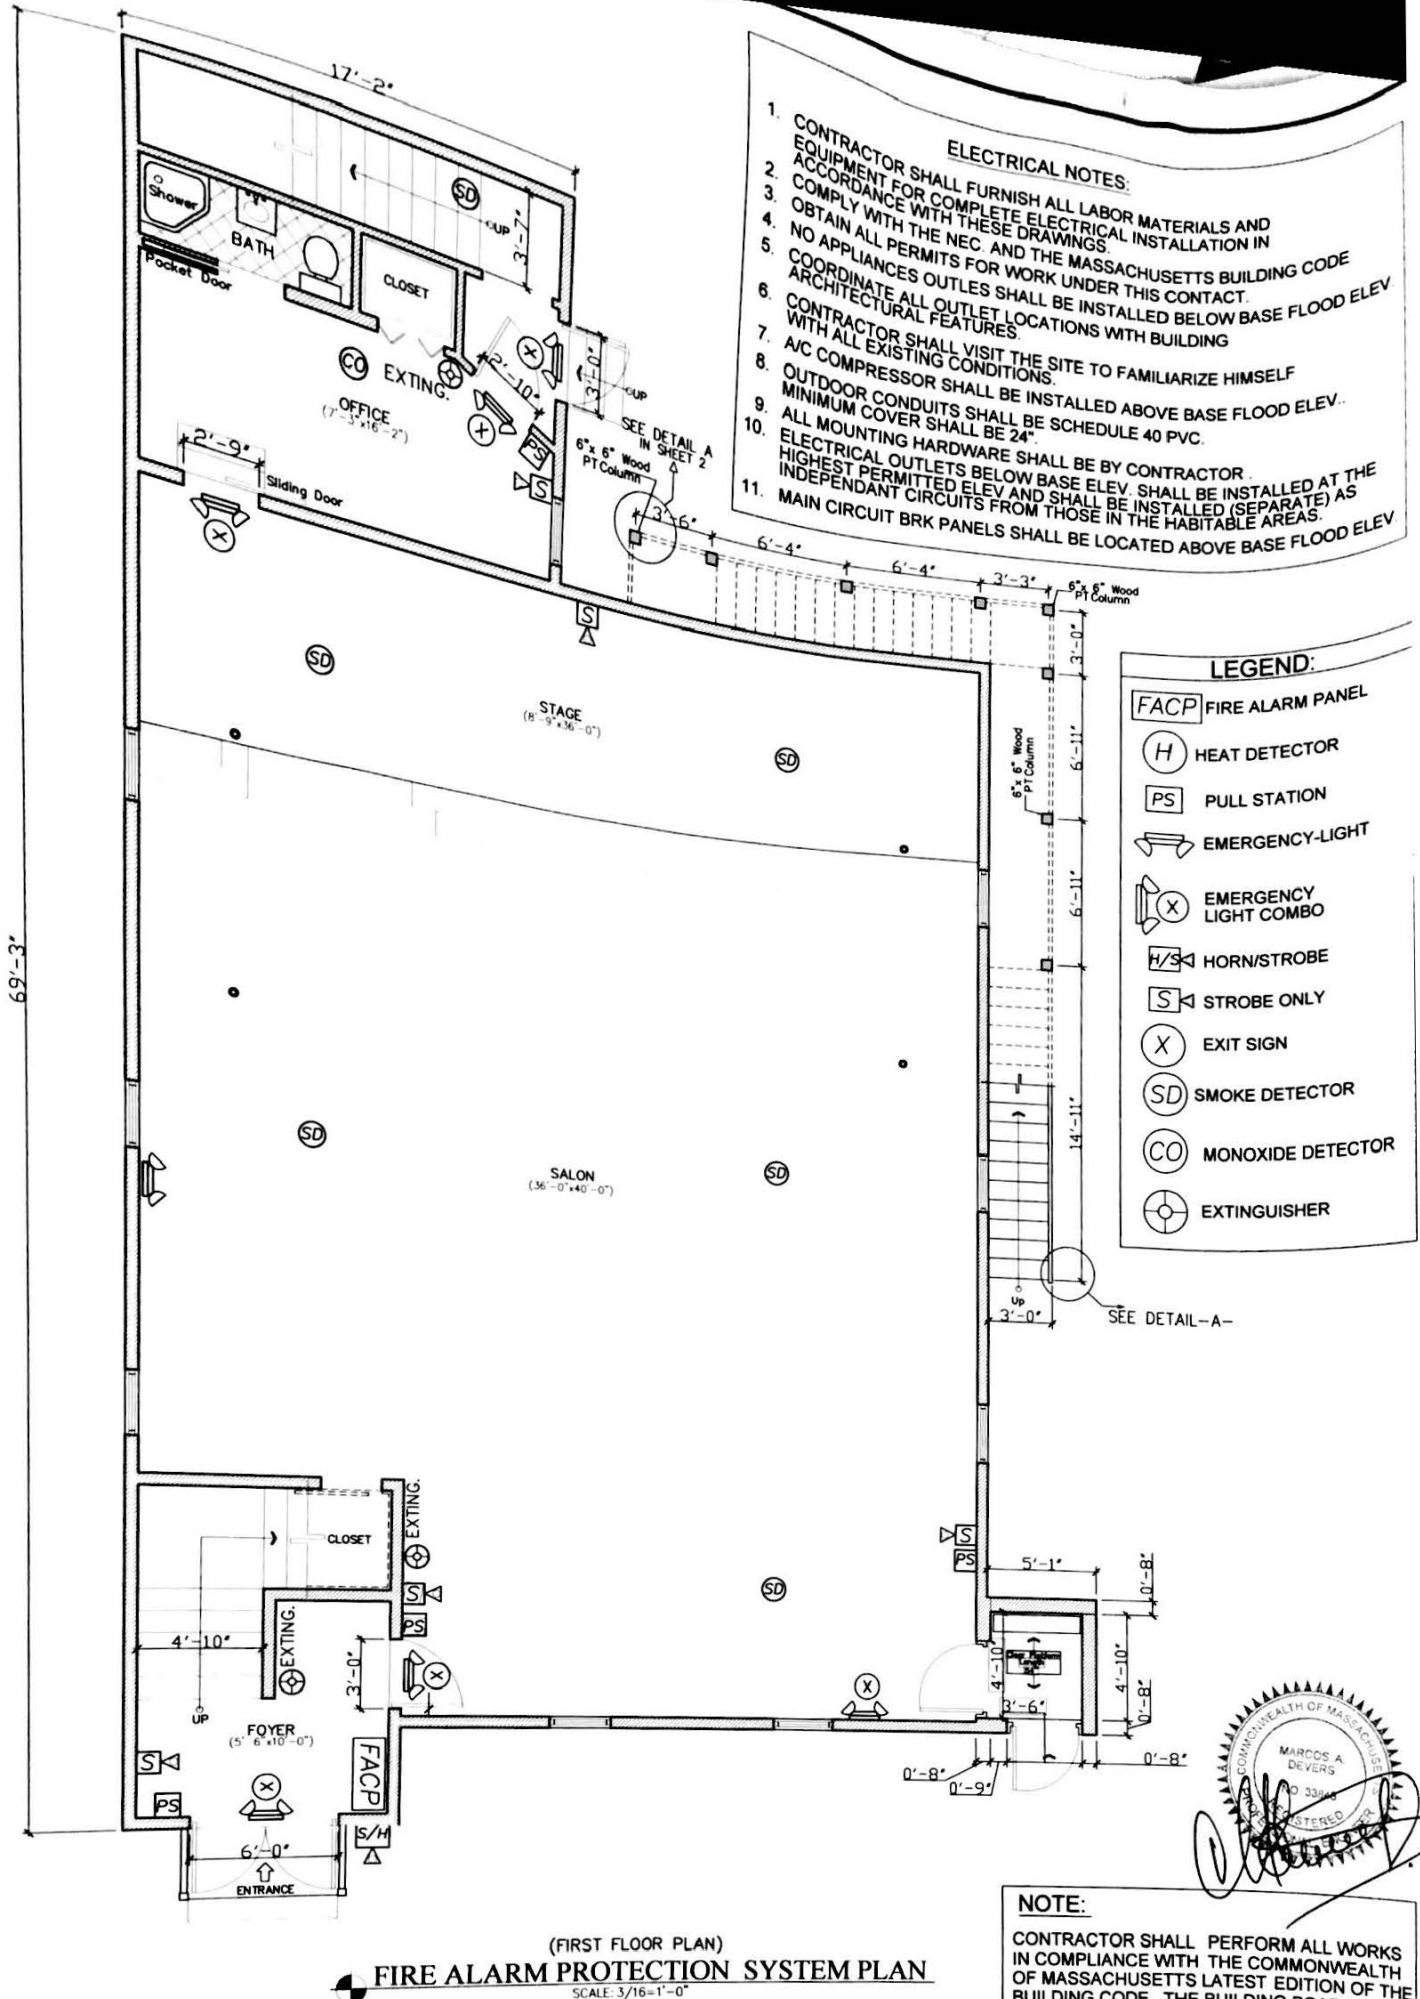 17'-2"
ELECTRICAL NOTES:
1. CONTRACTOR SHALL FURNISH ALL LABOR MATERIALS AND
EQUIPMENT FOR COMPLETE ELECTRICAL INSTALLATION IN
ACCORDANCE WITH THESE DRAWINGS.
2. COMPLY WITH THE NEC. AND THE MASSACHUSETTS BUILDING CODE
3. OBTAIN ALL PERMITS FOR WORK UNDER THIS CONTACT.
4. NO APPLIANCES OUTLES SHALL BE INSTALLED BELOW BASE FLOOD ELEV.
5. COORDINATE ALL OUTLET LOCATIONS WITH BUILDING
ARCHITECTURAL FEATURES.
6. CONTRACTOR SHALL VISIT THE SITE TO FAMILIARIZE HIMSELF
WITH ALL EXISTING CONDITIONS.
7. A/C COMPRESSOR SHALL BE INSTALLED ABOVE BASE FLOOD ELEV..
8. OUTDOOR CONDUITS SHALL BE SCHEDULE 40 PVC.
MINIMUM COVER SHALL BE 24".
9. ALL MOUNTING HARDWARE SHALL BE BY CONTRACTOR .
10. ELECTRICAL OUTLETS BELOW BASE ELEV. SHALL BE INSTALLED AT THE
HIGHEST PERMITTED ELEV AND SHALL BE INSTALLED (SEPARATE) AS
INDEPENDANT CIRCUITS FROM THOSE IN THE HABITABLE AREAS.
11. MAIN CIRCUIT BRK PANELS SHALL BE LOCATED ABOVE BASE FLOOD ELEV
SD
UP
3'-7"
Shower
BATH
Pocket Door
CLOSET
CO
EXTING.
X
2'-10"
3'-0"
UP
OFFICE
(7'-3"x16'-2")
X
PS
S
SEE DETAIL A
IN SHEET 2
6"x 6" Wood
PT Column
2'-9"
Sliding Door
X
3'-6"
6'-4"
6'-4"
3'-3"
6"x 6" Wood
PT Column
3'-0"
S
SD
STAGE
(8'-9"x36'-0")
SD
6"x 6" Wood
PT Column
6'-11"
6'-11"
14'-11"
LEGEND:
FACP FIRE ALARM PANEL
H HEAT DETECTOR
PS PULL STATION
EMERGENCY-LIGHT
X EMERGENCY
LIGHT COMBO
H/S HORN/STROBE
S STROBE ONLY
X EXIT SIGN
SD SMOKE DETECTOR
CO MONOXIDE DETECTOR
EXTINGUISHER
69'-3"
SD
SALON
(36'-0"x40'-0")
SD
Up
3'-0"
SEE DETAIL-A-
CLOSET
EXTING.
S
PS
SD
S
PS
5'-1"
0'-8"
4'-10"
EXTING.
3'-0"
X
X
4'-10"
3'-6"
4'-10"
0'-8"
0'-8"
0'-9"
0'-8"
UP
FOYER
(5'-6"x10'-0")
S
PS
X
FACP
S/H
6'-0"
ENTRANCE
COMMONWEALTH OF MASSACHUSE
MARCOS A.
DEVERS
REGISTERED
NOTE:
CONTRACTOR SHALL PERFORM ALL WORKS
IN COMPLIANCE WITH THE COMMONWEALTH
OF MASSACHUSETTS LATEST EDITION OF THE
(FIRST FLOOR PLAN)
FIRE ALARM PROTECTION SYSTEM PLAN
SCALE: 3/16=1'-0"